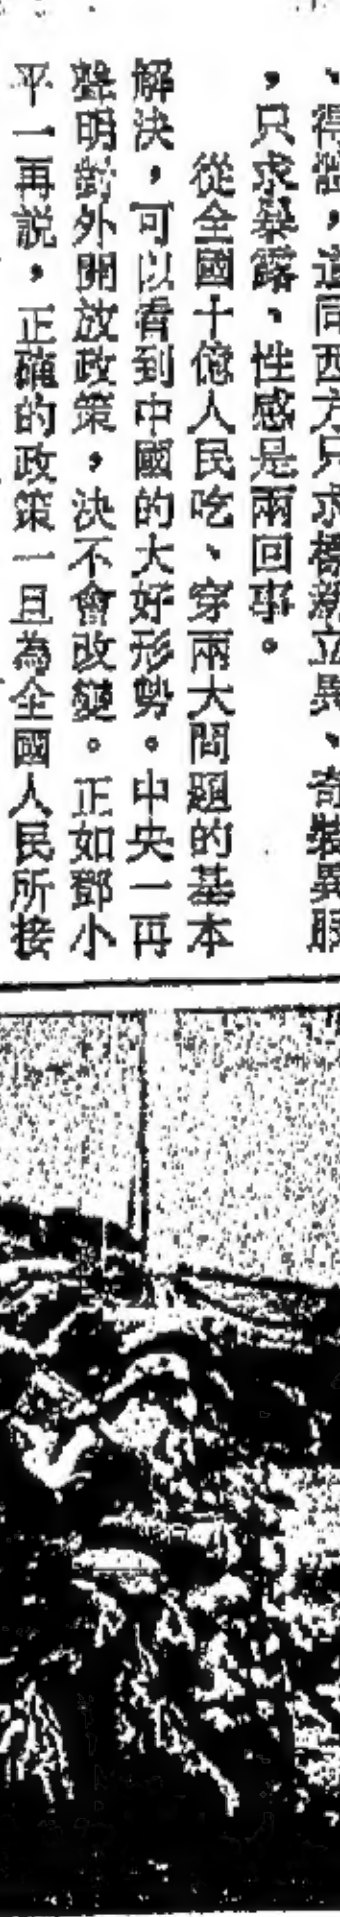 、得體，這同西方只求標新立異、奇裝異服
，只求暴露、性感是兩回事。
從全國十億人民吃、穿兩大問題的基本
解決，可以看到中國的大好形勢。中央一再
聲明對外開放政策，決不會改變。正如鄧小
平一再說，正確的政策一旦為全國人民所接